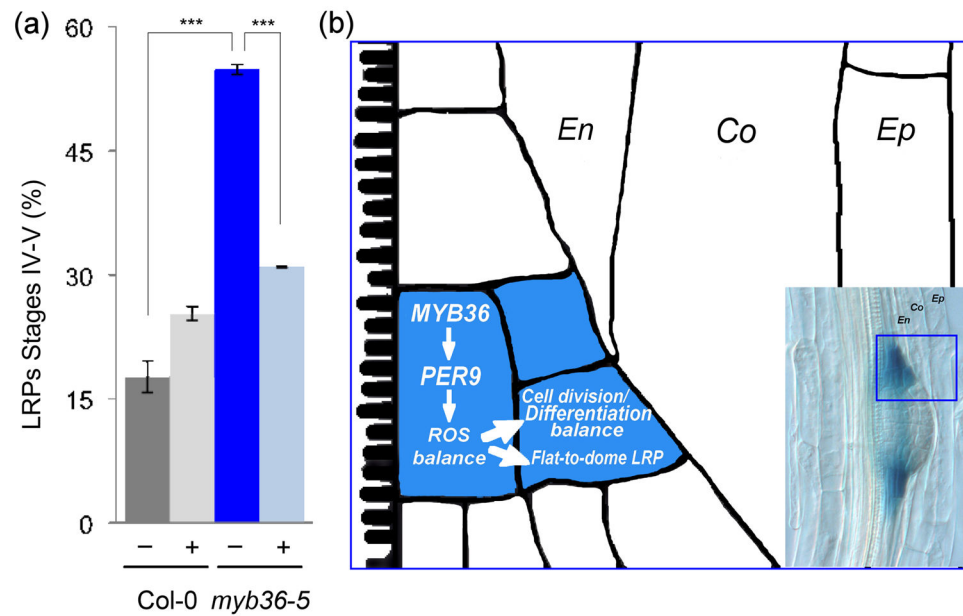 (a)
LRPs Stages IV-V (%)
60
45
30
15
0
***
***
− + − +
Col-0 myb36-5
(b)
En
Co
Ep
MYB36
PER9
ROS
balance
Cell division/
Differentiation
balance
Flat-to-dome LRP
Ep
Co
En